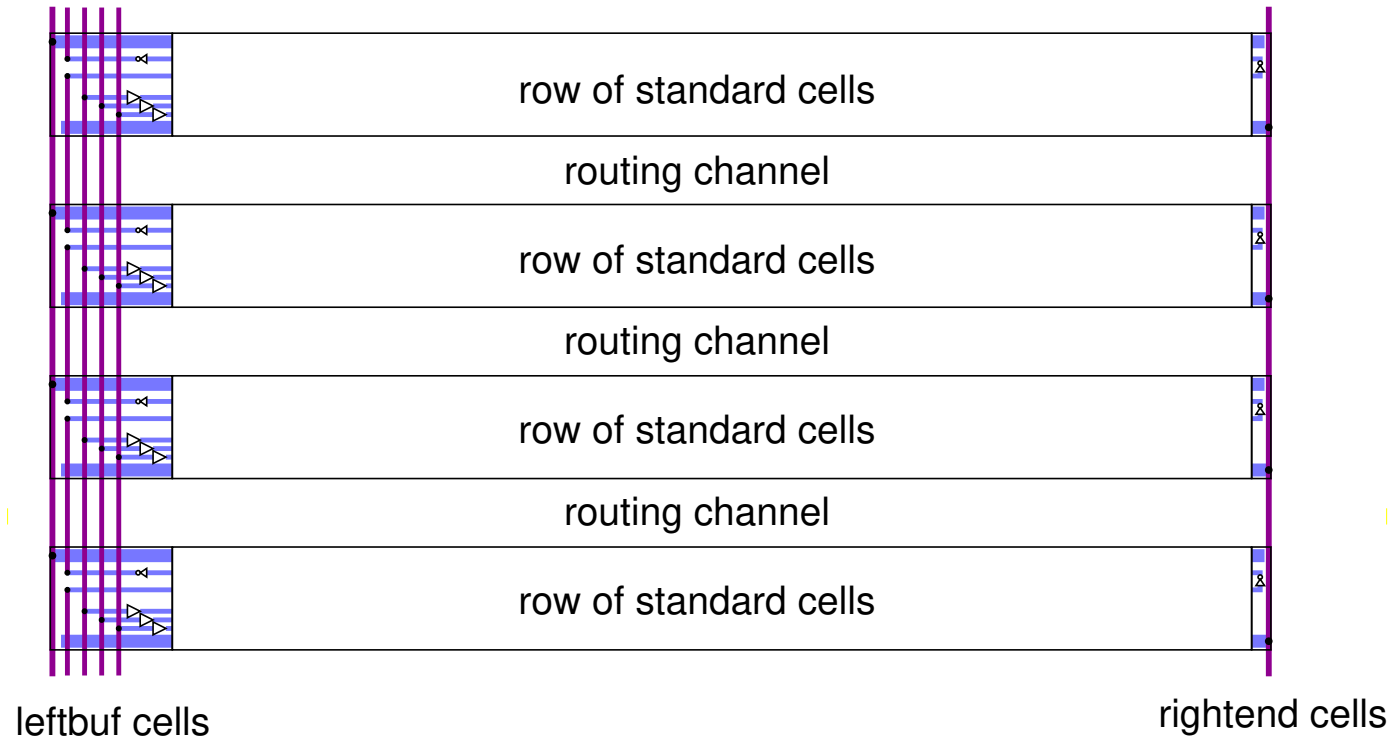 row of standard cells
routing channel
row of standard cells
routing channel
row of standard cells
routing channel
row of standard cells
leftbuf cells
rightend cells